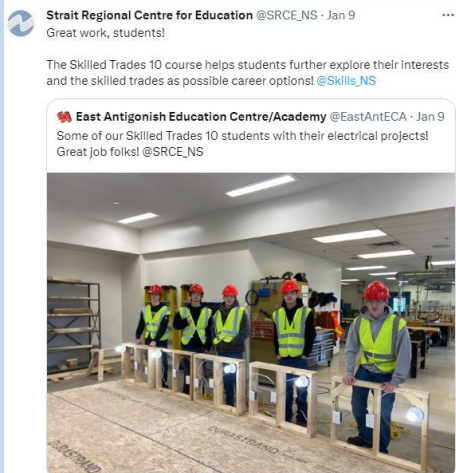 Strait Regional Centre for Education @SRCE_NS · Jan 9
Great work, students!
The Skilled Trades 10 course helps students further explore their interests
and the skilled trades as possible career options! @Skills_NS
East Antigonish Education Centre/Academy @EastAntECA · Jan 9
Some of our Skilled Trades 10 students with their electrical projects!
Great job folks! @SRCE_NS
DURASTRAND
DURASTRAND